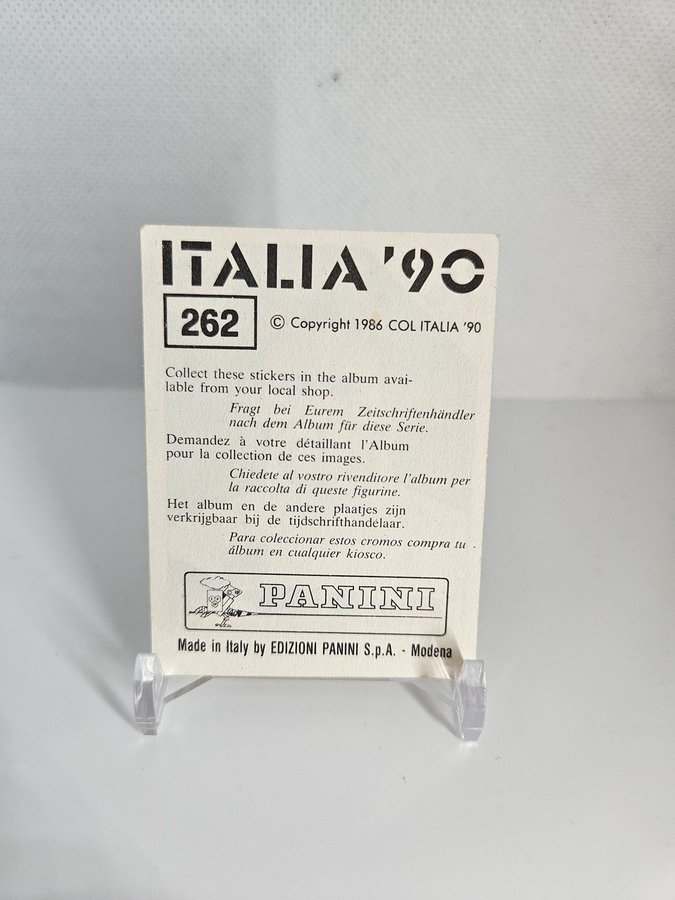 ITALIA '90
262
© Copyright 1986 COL ITALIA '90
Collect these stickers in the album avai-
lable from your local shop.
Fragt bei Eurem Zeitschriftenhändler
nach dem Album für diese Serie.
Demandez à votre détaillant l'Album
pour la collection de ces images.
Chiedete al vostro rivenditore l'album per
la raccolta di queste figurine.
Het album en de andere plaatjes zijn
verkrijgbaar bij de tijdschrifthandelaar.
Para coleccionar estos cromos compra tu
álbum en cualquier kiosco.
PANINI
Made in Italy by EDIZIONI PANINI S.p.A. - Modena